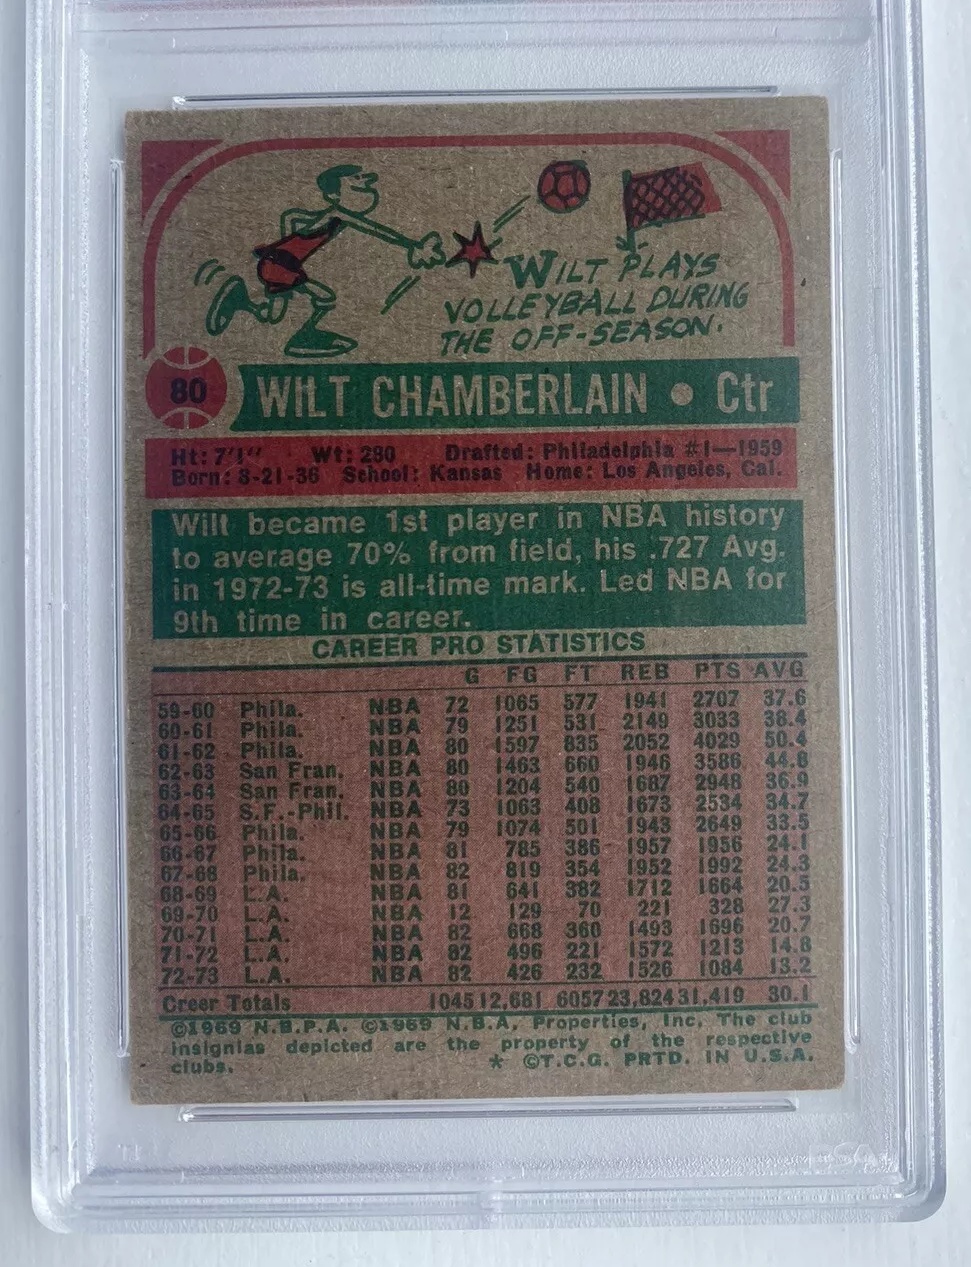 WILT PLAYS
VOLLEYBALL DURING
THE OFF-SEASON.
80
WILT CHAMBERLAIN • Ctr
Ht: 7'1" Wt: 290 Drafted: Philadelphia #1—1959
Born: 8-21-36 School: Kansas Home: Los Angeles, Cal.
Wilt became 1st player in NBA history
to average 70% from field, his .727 Avg.
in 1972-73 is all-time mark. Led NBA for
9th time in career.
CAREER PRO STATISTICS
G FG FT REB PTS AVG
59-60 Phila. NBA 72 1065 577 1941 2707 37.6
60-61 Phila. NBA 79 1251 531 2149 3033 38.4
61-62 Phila. NBA 80 1597 835 2052 4029 50.4
62-63 San Fran. NBA 80 1463 660 1946 3586 44.8
63-64 San Fran. NBA 80 1204 540 1687 2948 36.9
64-65 S.F.-Phil. NBA 73 1063 408 1673 2534 34.7
65-66 Phila. NBA 79 1074 501 1943 2649 33.5
66-67 Phila. NBA 81 785 386 1957 1956 24.1
67-68 Phila. NBA 82 819 354 1952 1992 24.3
68-69 L.A. NBA 81 641 382 1712 1664 20.5
69-70 L.A. NBA 12 129 70 221 328 27.3
70-71 L.A. NBA 82 668 360 1493 1696 20.7
71-72 L.A. NBA 82 496 221 1572 1213 14.8
72-73 L.A. NBA 82 426 232 1526 1084 13.2
Creer Totals 1045 12,681 6057 23,824 31,419 30.1
©1969 N.B.P.A. ©1969 N.B.A. Properties, Inc. The club
insignias depicted are the property of the respective
clubs. * ©T.C.G. PRTD. IN U.S.A.